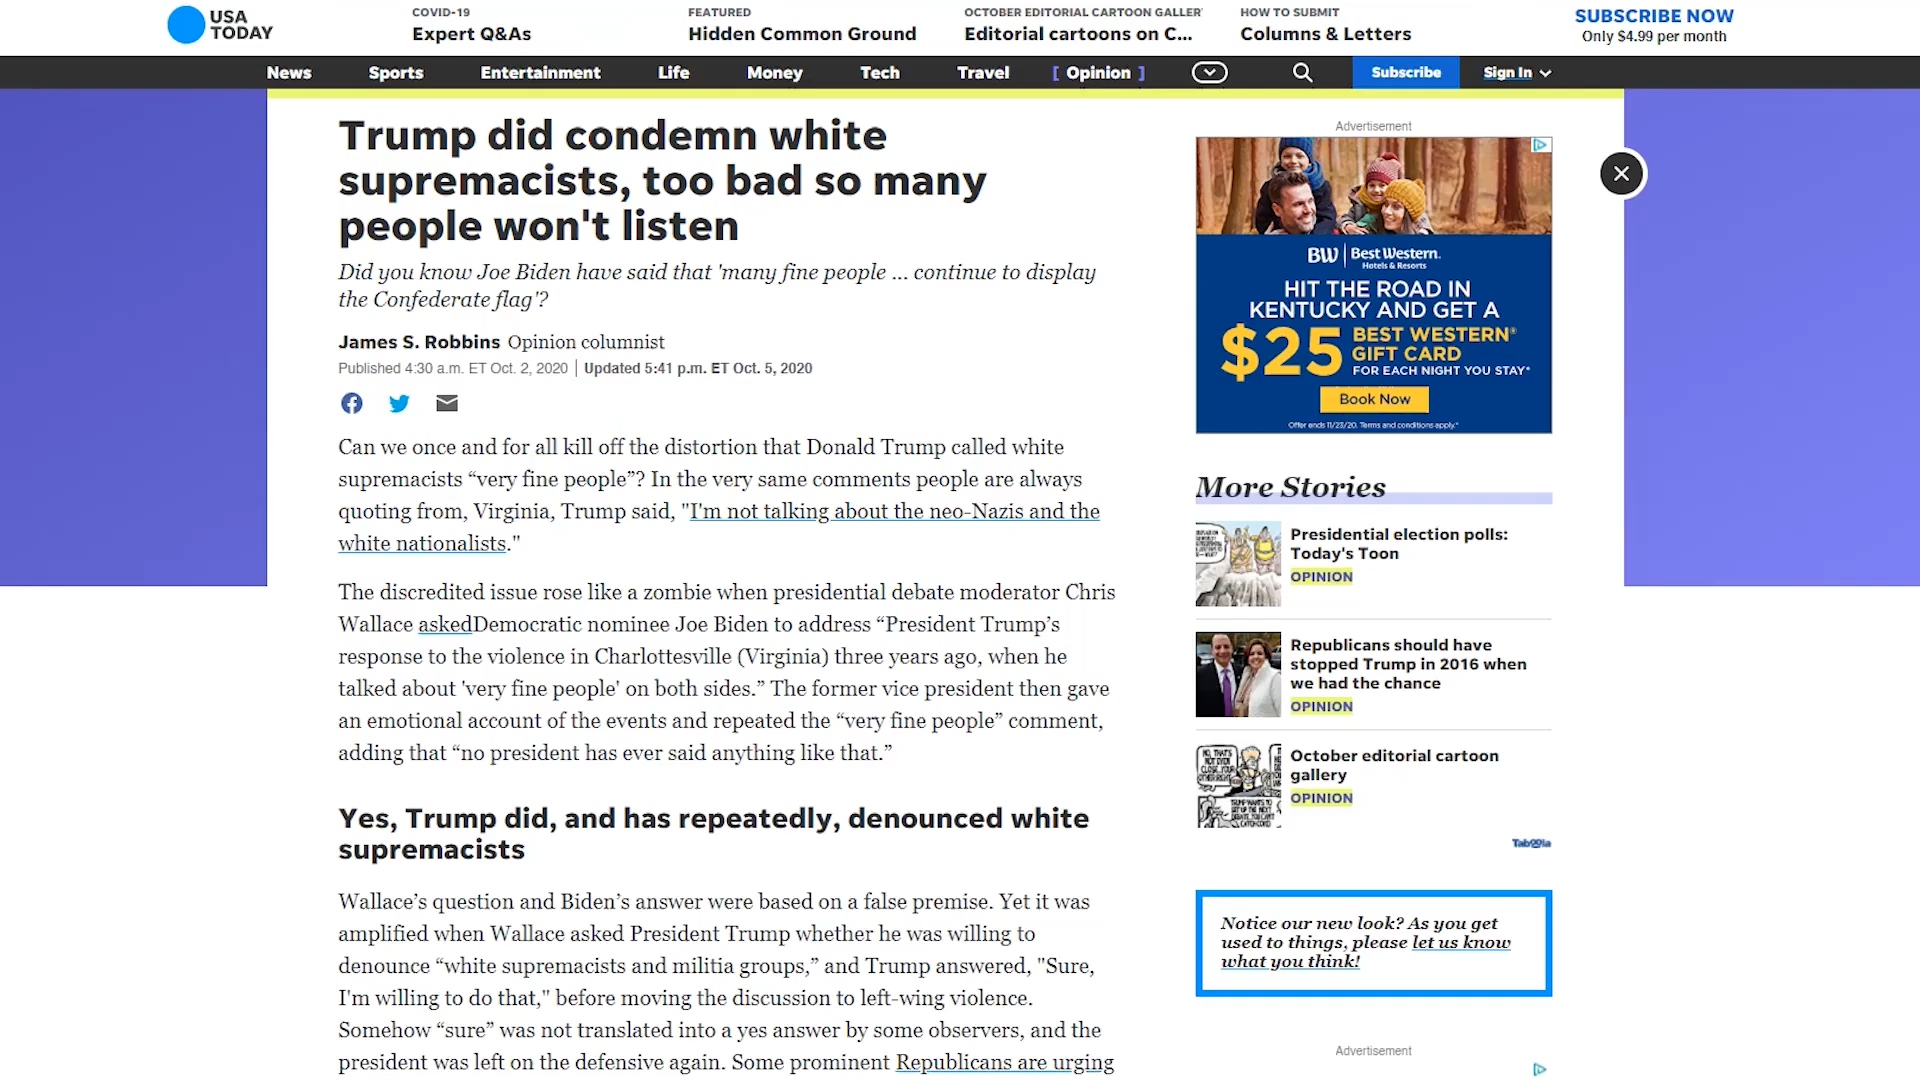 USA
TODAY
COVID-19
Expert Q&As
FEATURED
Hidden Common Ground
OCTOBER EDITORIAL CARTOON GALLER
Editorial cartoons on C...
HOW TO SUBMIT
Columns & Letters
SUBSCRIBE NOW
Only $4.99 per month
News Sports Entertainment Life Money Tech Travel [ Opinion ] Subscribe Sign In
Trump did condemn white
supremacists, too bad so many
people won't listen
Did you know Joe Biden have said that 'many fine people ... continue to display
the Confederate flag'?
James S. Robbins Opinion columnist
Published 4:30 a.m. ET Oct. 2, 2020 | Updated 5:41 p.m. ET Oct. 5, 2020
Can we once and for all kill off the distortion that Donald Trump called white
supremacists “very fine people”? In the very same comments people are always
quoting from, Virginia, Trump said, "I'm not talking about the neo-Nazis and the
white nationalists."
The discredited issue rose like a zombie when presidential debate moderator Chris
Wallace askedDemocratic nominee Joe Biden to address “President Trump’s
response to the violence in Charlottesville (Virginia) three years ago, when he
talked about 'very fine people' on both sides.” The former vice president then gave
an emotional account of the events and repeated the “very fine people” comment,
adding that “no president has ever said anything like that.”
Yes, Trump did, and has repeatedly, denounced white
supremacists
Wallace’s question and Biden’s answer were based on a false premise. Yet it was
amplified when Wallace asked President Trump whether he was willing to
denounce “white supremacists and militia groups,” and Trump answered, "Sure,
I'm willing to do that," before moving the discussion to left-wing violence.
Somehow “sure” was not translated into a yes answer by some observers, and the
president was left on the defensive again. Some prominent Republicans are urging
Advertisement
BW Best Western.
Hotels & Resorts
HIT THE ROAD IN
KENTUCKY AND GET A
$25 BEST WESTERN®
GIFT CARD
FOR EACH NIGHT YOU STAY*
Book Now
Offer ends 11/23/20. Terms and conditions apply.*
More Stories
Presidential election polls:
Today's Toon
OPINION
Republicans should have
stopped Trump in 2016 when
we had the chance
OPINION
October editorial cartoon
gallery
OPINION
Taboola
Notice our new look? As you get
used to things, please let us know
what you think!
Advertisement